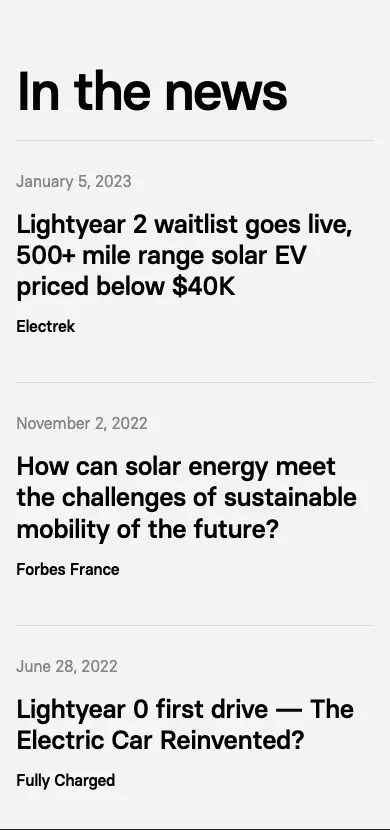 In the news
January 5, 2023
Lightyear 2 waitlist goes live,
500+ mile range solar EV
priced below $40K
Electrek
November 2, 2022
How can solar energy meet
the challenges of sustainable
mobility of the future?
Forbes France
June 28, 2022
Lightyear 0 first drive — The
Electric Car Reinvented?
Fully Charged